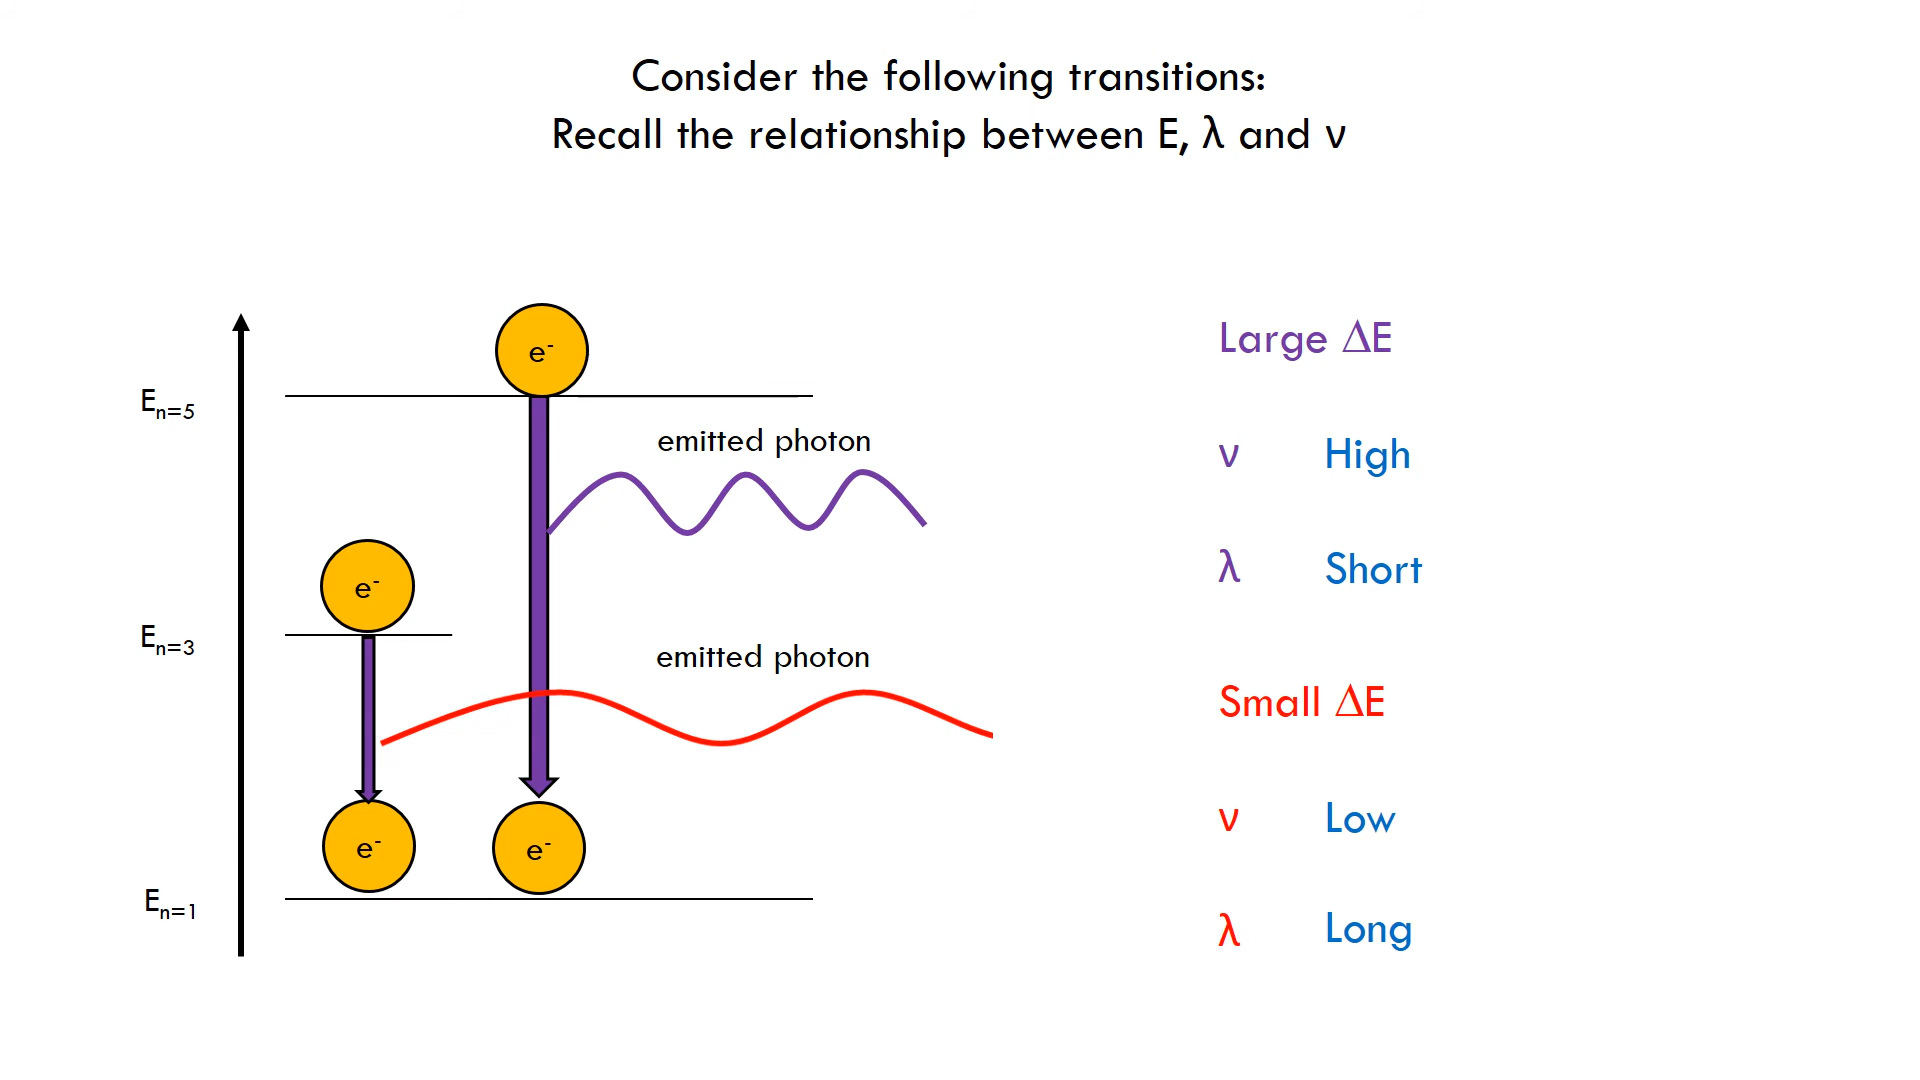 Consider the following transitions:
Recall the relationship between E, λ and ν
e⁻
Eₙ₌₅
emitted photon
e⁻
Eₙ₌₃
emitted photon
e⁻
e⁻
Eₙ₌₁
Large ΔE
ν High
λ Short
Small ΔE
ν Low
λ Long